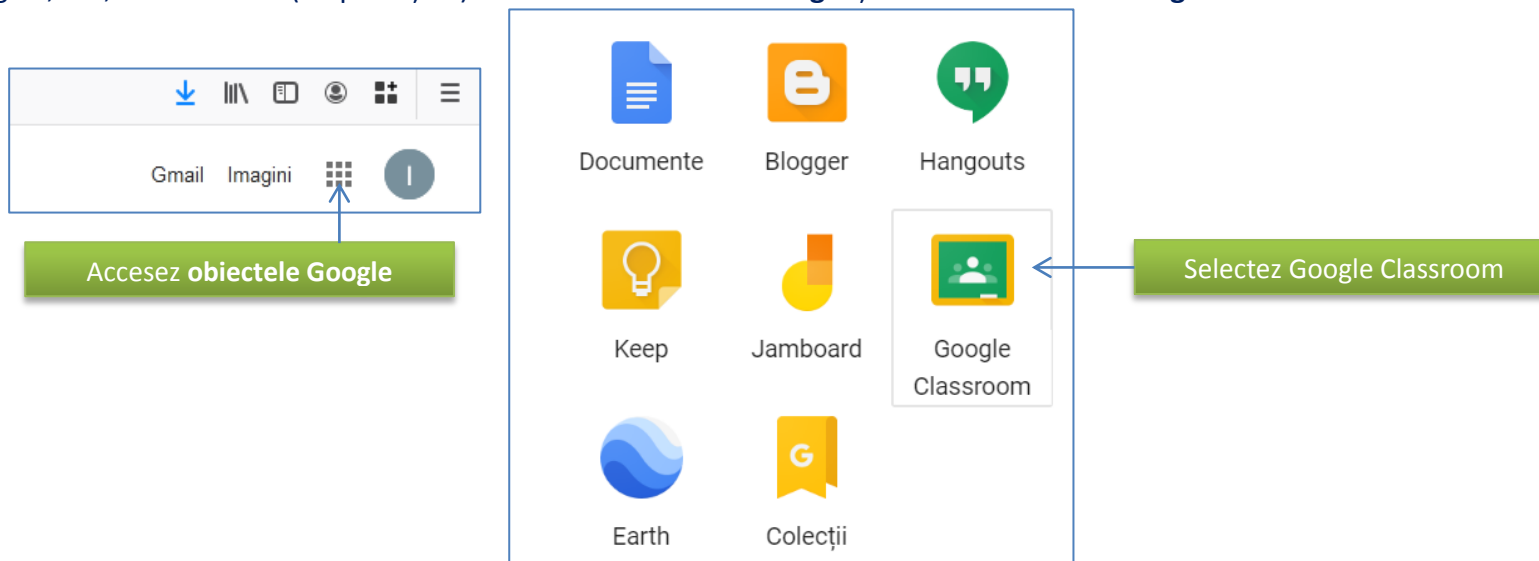 Gmail Imagini
I
Accesez obiectele Google
Documente Blogger Hangouts
Keep Jamboard Google
Classroom
Selectez Google Classroom
G
Earth Colecții